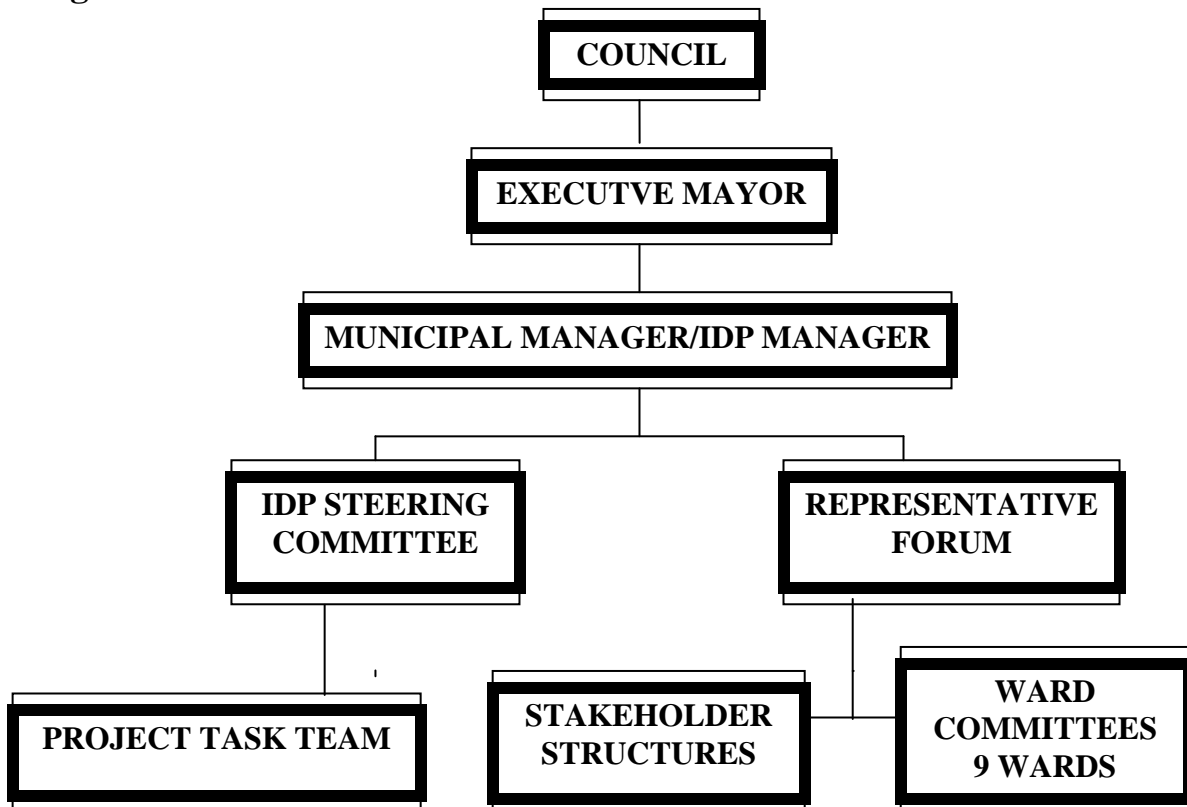 COUNCIL
EXECUTVE MAYOR
MUNICIPAL MANAGER/IDP MANAGER
IDP STEERING
COMMITTEE
REPRESENTATIVE
FORUM
PROJECT TASK TEAM
STAKEHOLDER
STRUCTURES
WARD
COMMITTEES
9 WARDS